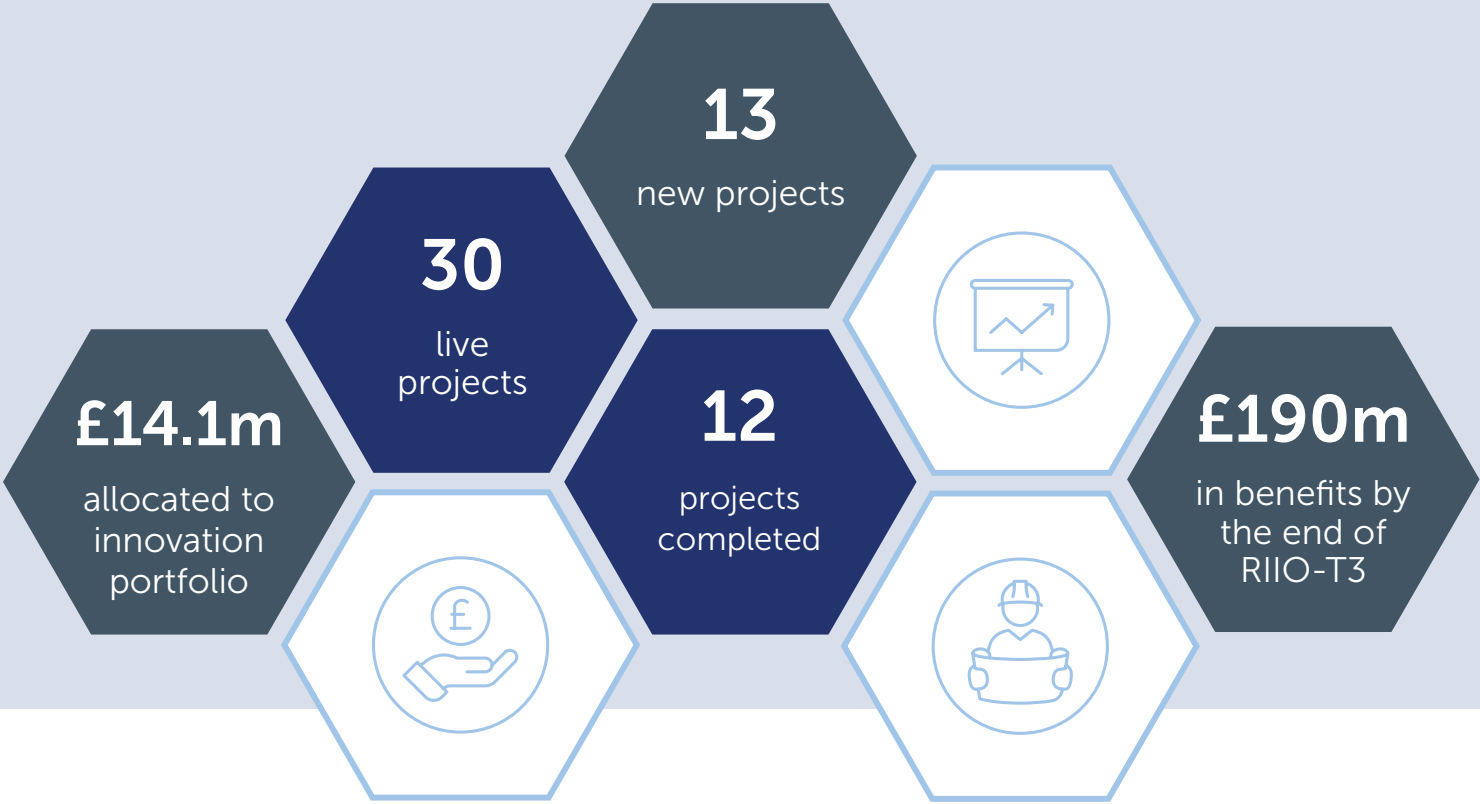 13
new projects
30
live
projects
£14.1m
allocated to
innovation
portfolio
12
projects
completed
£190m
in benefits by
the end of
RIIO-T3
£